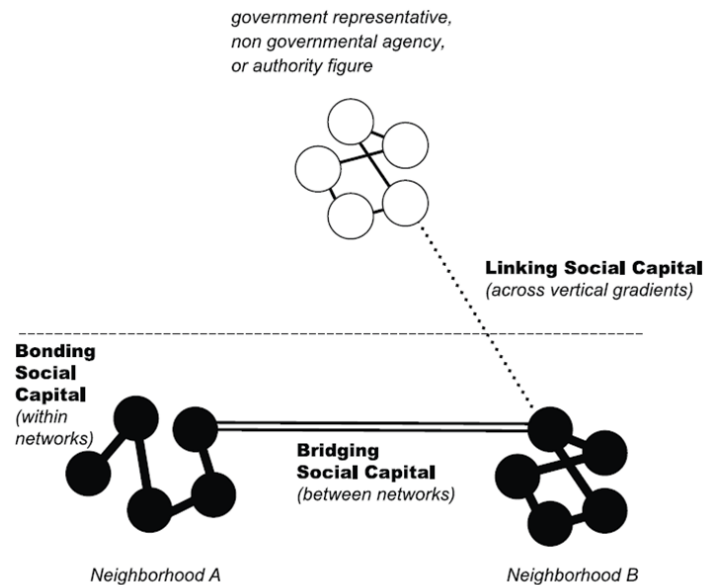 government representative,
non governmental agency,
or authority figure
Linking Social Capital
(across vertical gradients)
Bonding
Social
Capital
(within
networks)
Bridging
Social Capital
(between networks)
Neighborhood A
Neighborhood B